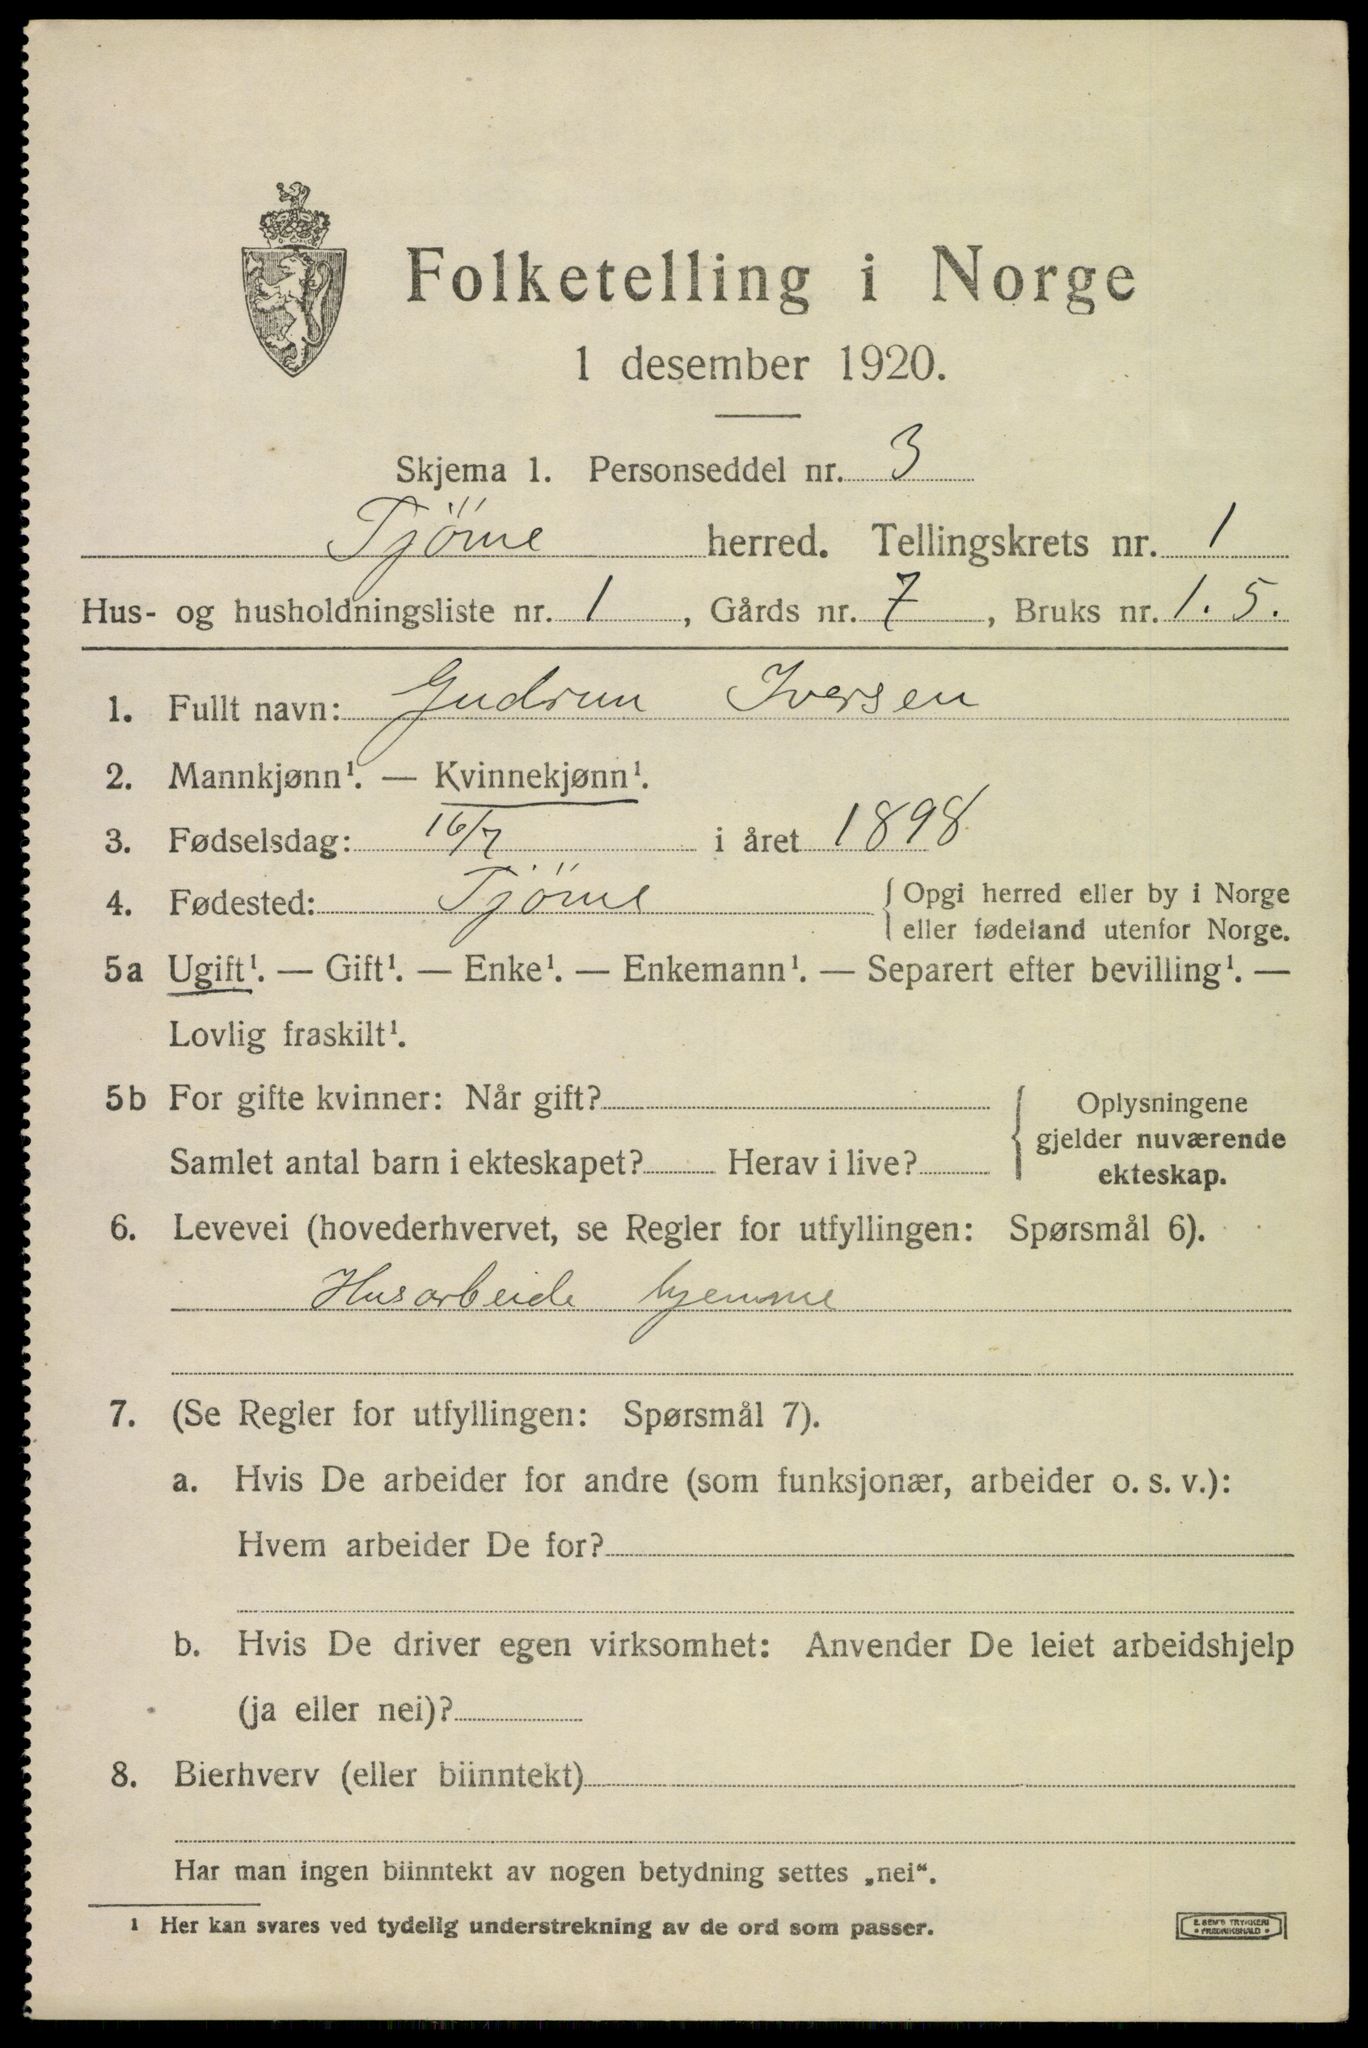 Folketelling i Norge
1 desember 1920.
Skjema 1. Personseddel nr. 3
Tjöme herred. Tellingskrets nr. 1
Hus- og husholdningsliste nr. 1, Gårds nr. 7, Bruks nr. 1. 5.
1. Fullt navn: Gudrun Iversen
2. Mannkjønn¹. — Kvinnekjønn¹.
3. Fødselsdag: 16/7 i året 1898
4. Fødested: Tjöme { Opgi herred eller by i Norge
eller fødeland utenfor Norge.
5a Ugift¹. — Gift¹. — Enke¹. — Enkemann¹. — Separert efter bevilling¹. —
Lovlig fraskilt¹.
5b For gifte kvinner: Når gift? { Oplysningene
gjelder nuværende
Samlet antal barn i ekteskapet? Herav i live?
ekteskap.
6. Levevei (hovederhvervet, se Regler for utfyllingen: Spørsmål 6).
Husarbeide hjemme
7. (Se Regler for utfyllingen: Spørsmål 7).
a. Hvis De arbeider for andre (som funksjonær, arbeider o. s. v.):
Hvem arbeider De for?
b. Hvis De driver egen virksomhet: Anvender De leiet arbeidshjelp
(ja eller nei)?
8. Bierhverv (eller biinntekt)
Har man ingen biinntekt av nogen betydning settes „nei“.
¹ Her kan svares ved tydelig understrekning av de ord som passer.
E. SEM'S TRYKKERI
* FREDRIKSHALD *